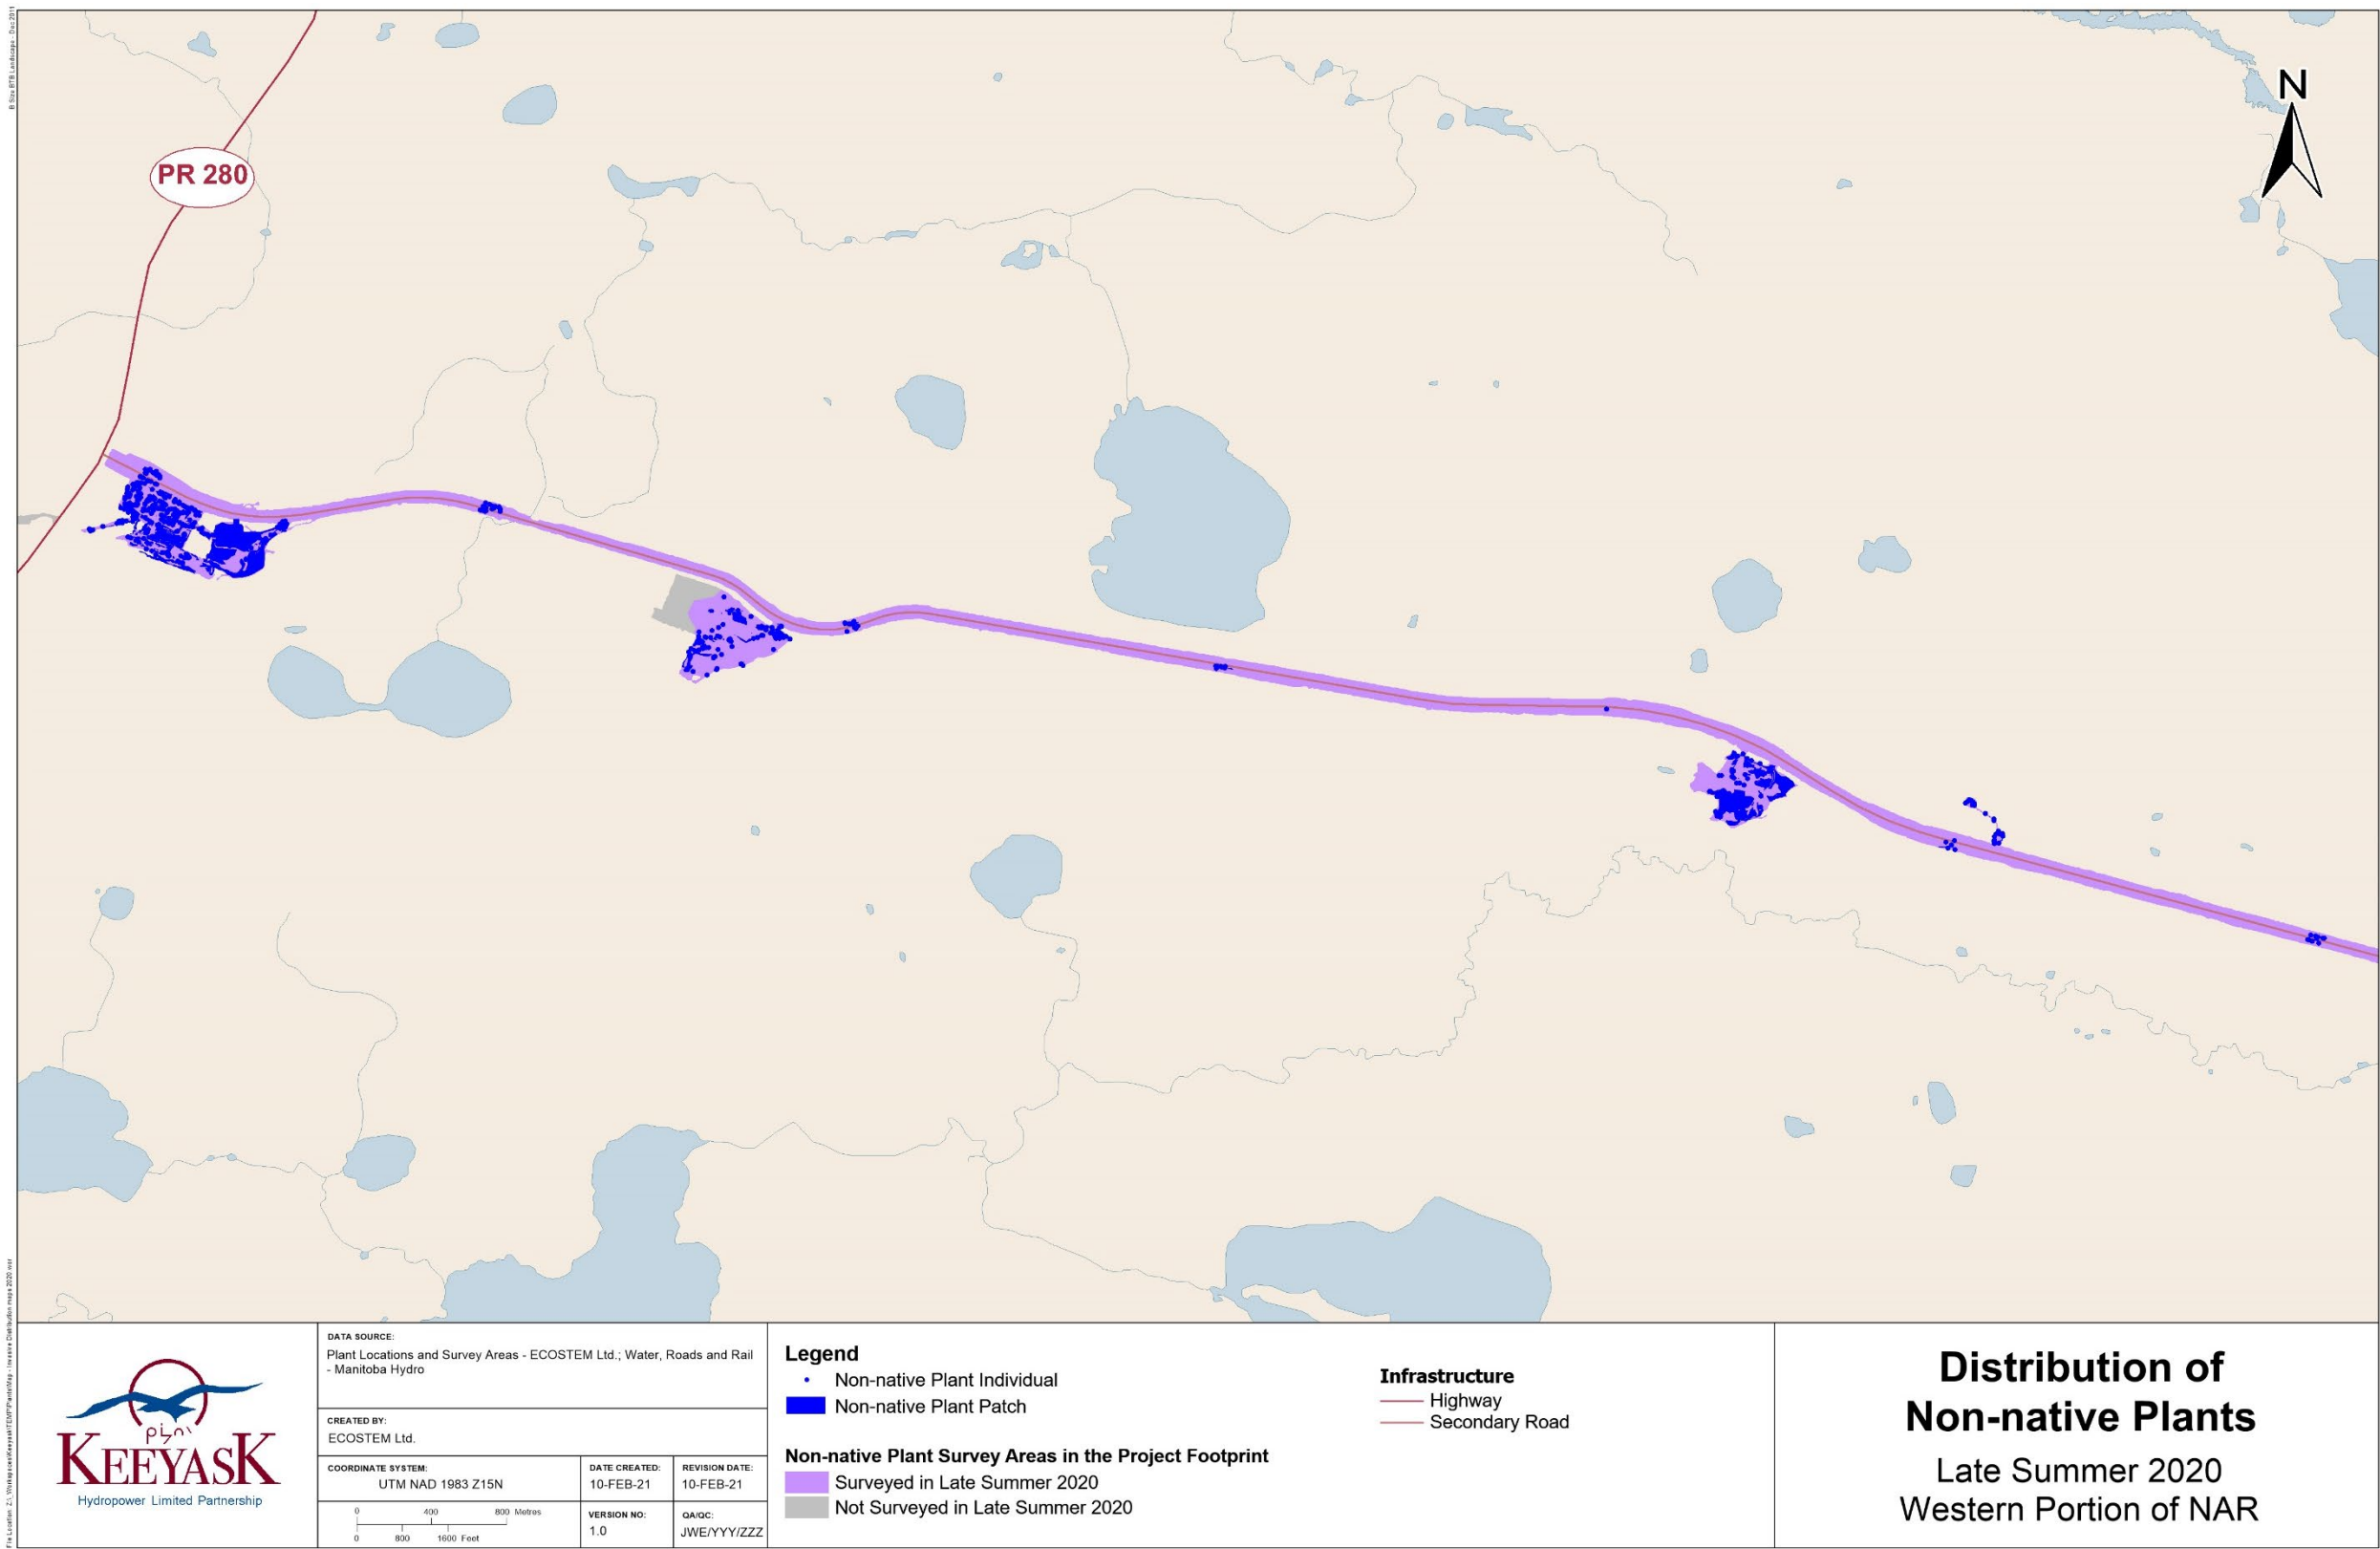 B Size BTB Landscape - Dec 2011
N
PR 280
DATA SOURCE:
Plant Locations and Survey Areas - ECOSTEM Ltd.; Water, Roads and Rail
- Manitoba Hydro
CREATED BY:
ECOSTEM Ltd.
COORDINATE SYSTEM:
UTM NAD 1983 Z15N
DATE CREATED:
10-FEB-21
REVISION DATE:
10-FEB-21
0 400 800 Metres
0 800 1600 Feet
VERSION NO:
1.0
QA/QC:
JWE/YYY/ZZZ
KEEYASK
Hydropower Limited Partnership
Legend
Non-native Plant Individual
Non-native Plant Patch
Non-native Plant Survey Areas in the Project Footprint
Surveyed in Late Summer 2020
Not Surveyed in Late Summer 2020
Infrastructure
Highway
Secondary Road
Distribution of
Non-native Plants
Late Summer 2020
Western Portion of NAR